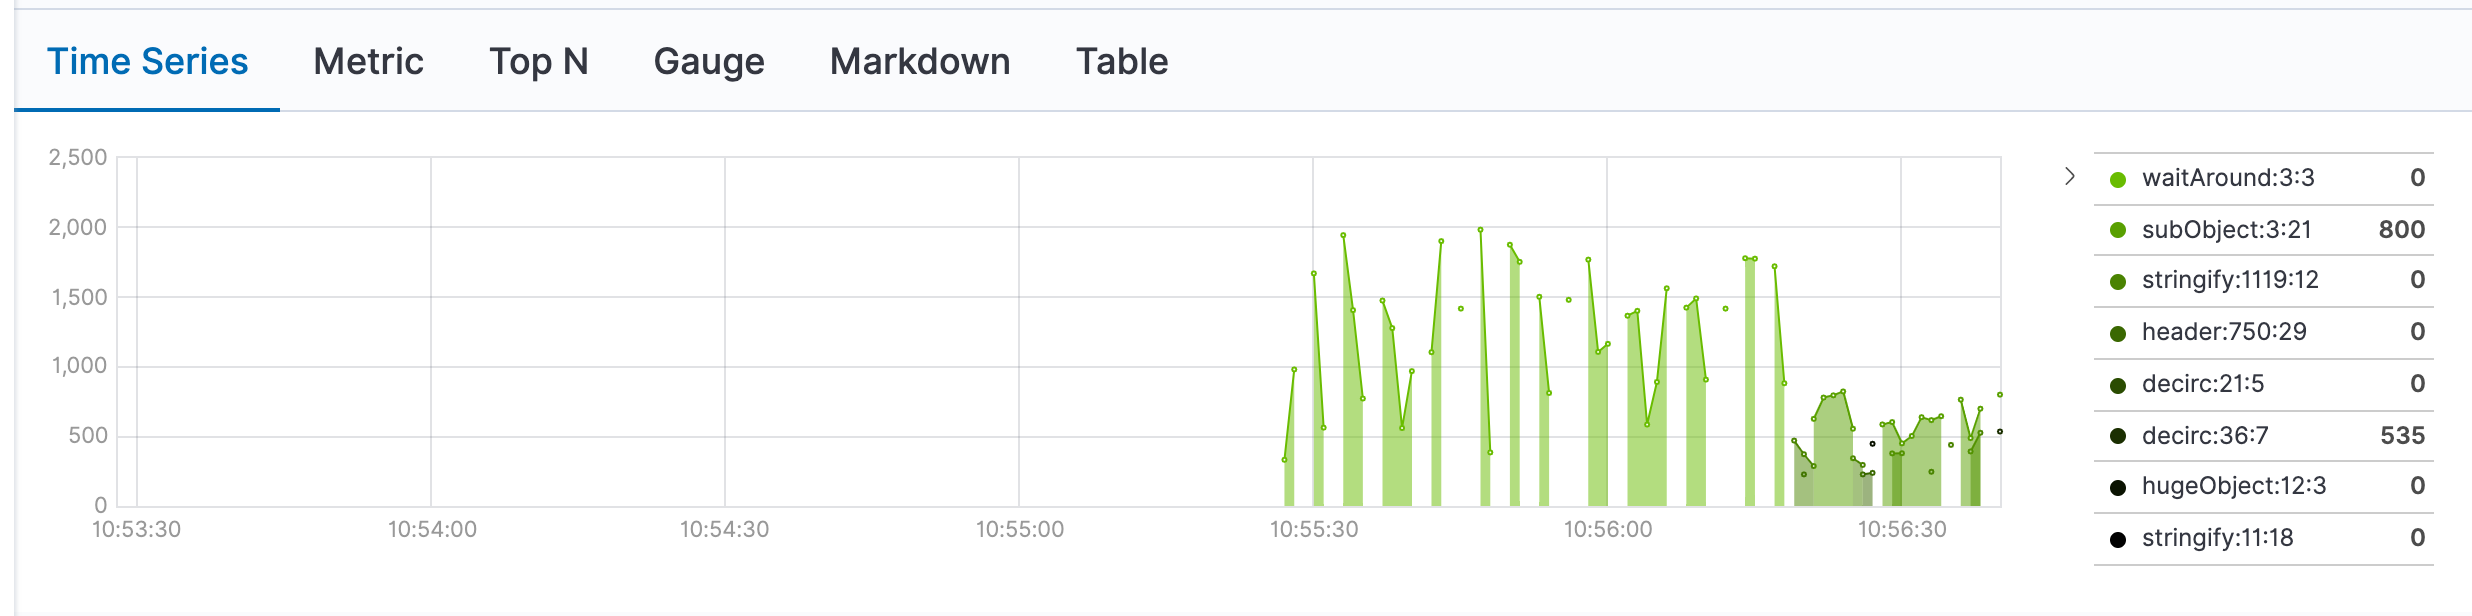 Time Series Metric Top N Gauge Markdown Table
2,500
2,000
1,500
1,000
500
0
10:53:30 10:54:00 10:54:30 10:55:00 10:55:30 10:56:00 10:56:30
waitAround:3:3 0
subObject:3:21 800
stringify:1119:12 0
header:750:29 0
decirc:21:5 0
decirc:36:7 535
hugeObject:12:3 0
stringify:11:18 0